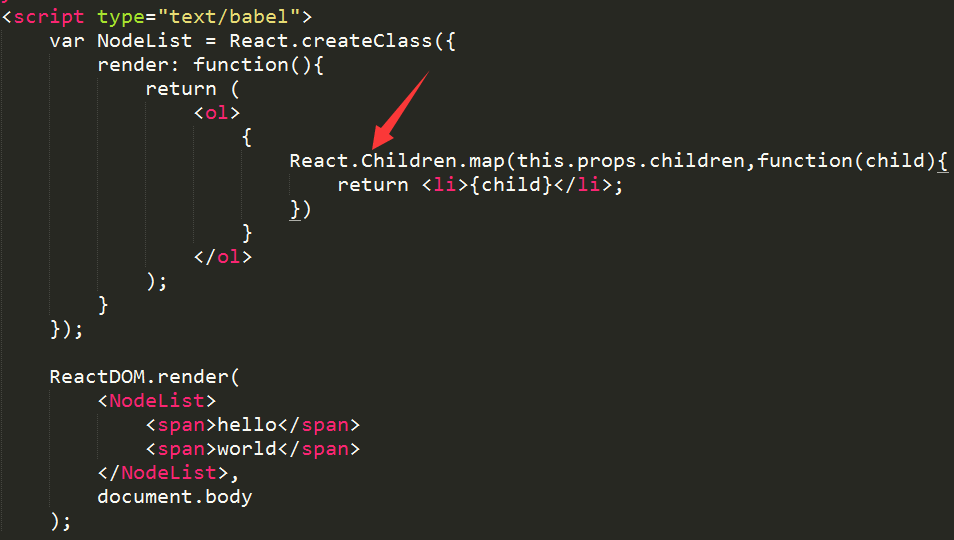 <script type="text/babel">
    var NodeList = React.createClass({
        render: function(){
            return (
                <ol>
                    {
                        React.Children.map(this.props.children,function(child){
                            return <li>{child}</li>;
                        })
                    }
                </ol>
            );
        }
    });

    ReactDOM.render(
        <NodeList>
            <span>hello</span>
            <span>world</span>
        </NodeList>,
        document.body
    );